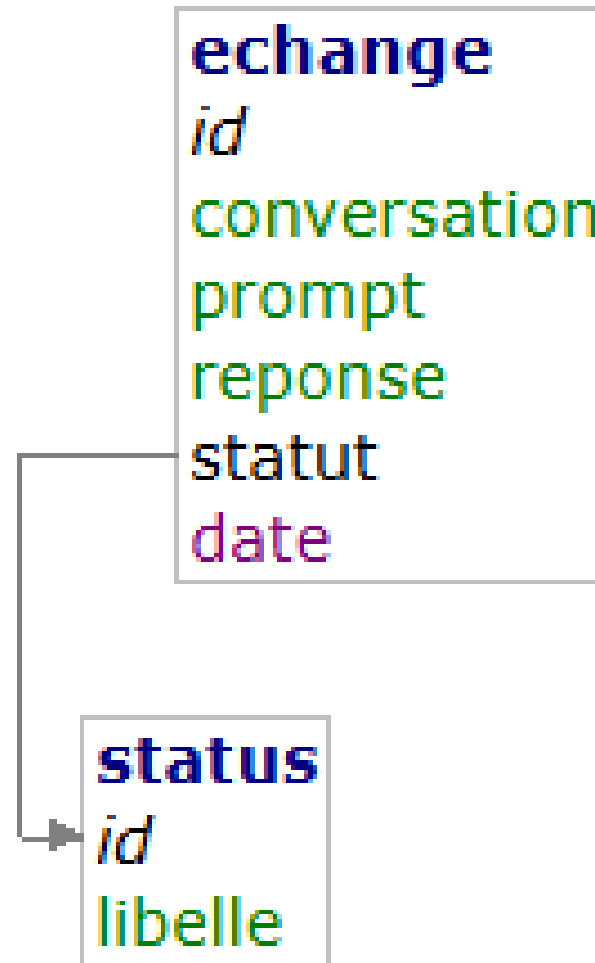 echange
id
conversation
prompt
reponse
statut
date
status
id
libelle